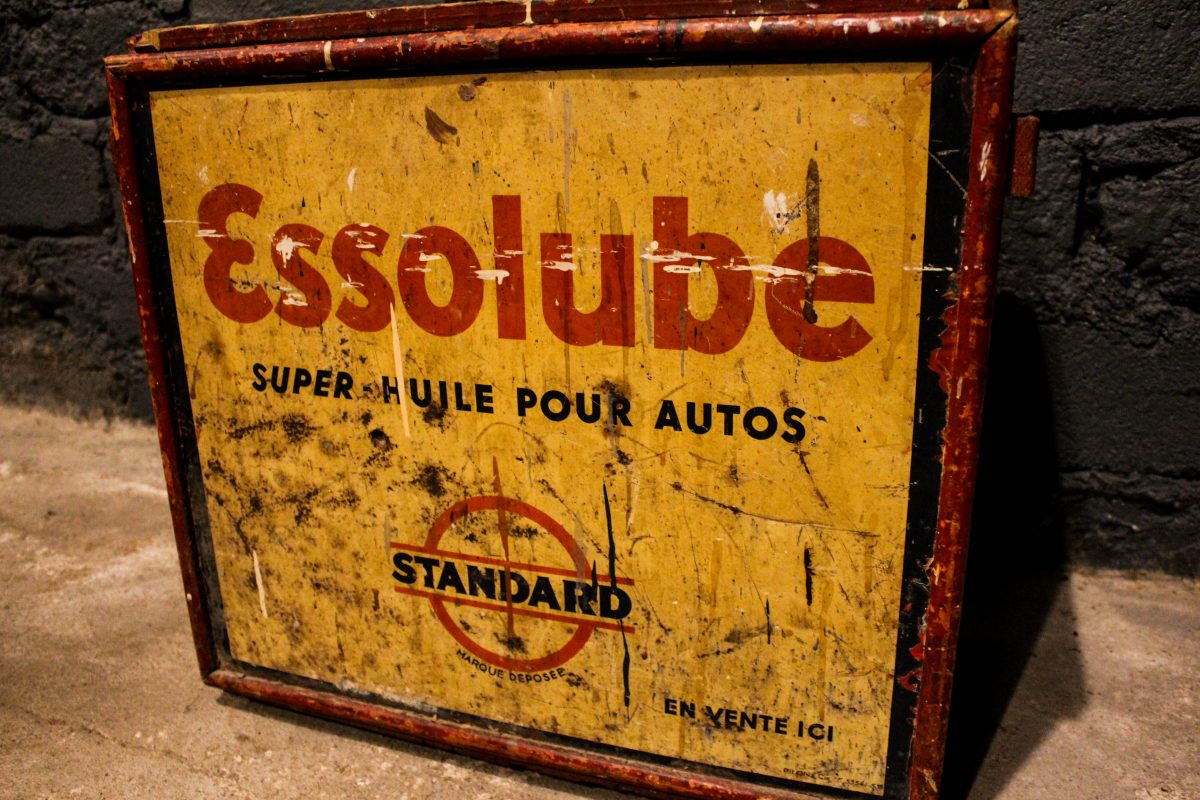 Essolube
SUPER-HUILE POUR AUTOS
STANDARD
MARQUE DEPOSEE
EN VENTE ICI